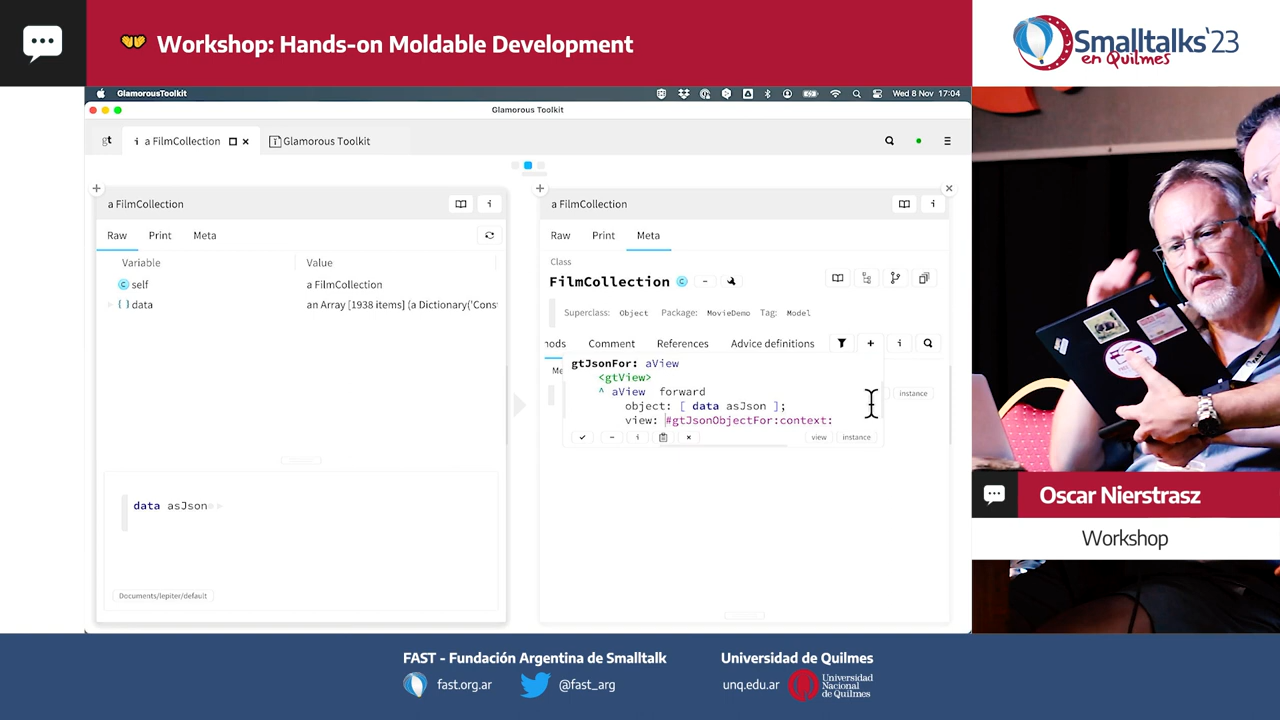 Workshop: Hands-on Moldable Development
Smalltalks'23
en Quilmes
GlamorousToolkit
Wed 8 Nov 17:04
Glamorous Toolkit
gt
i a FilmCollection
Glamorous Toolkit
a FilmCollection
i
Raw Print Meta
Variable Value
self a FilmCollection
data an Array [1938 items] (a Dictionary('Cons
data asJson
Documents/lepiter/default
a FilmCollection
i
Raw Print Meta
Class
FilmCollection
Superclass: Object Package: MovieDemo Tag: Model
nods Comment References Advice definitions
Me
gtJsonFor: aView
<gtView>
^ aView forward
object: [ data asJson ];
view: #gtJsonObjectFor:context:
view instance
instance
Oscar Nierstrasz
Workshop
FAST - Fundación Argentina de Smalltalk
fast.org.ar @fast_arg
Universidad de Quilmes
unq.edu.ar
Universidad
Nacional
de Quilmes